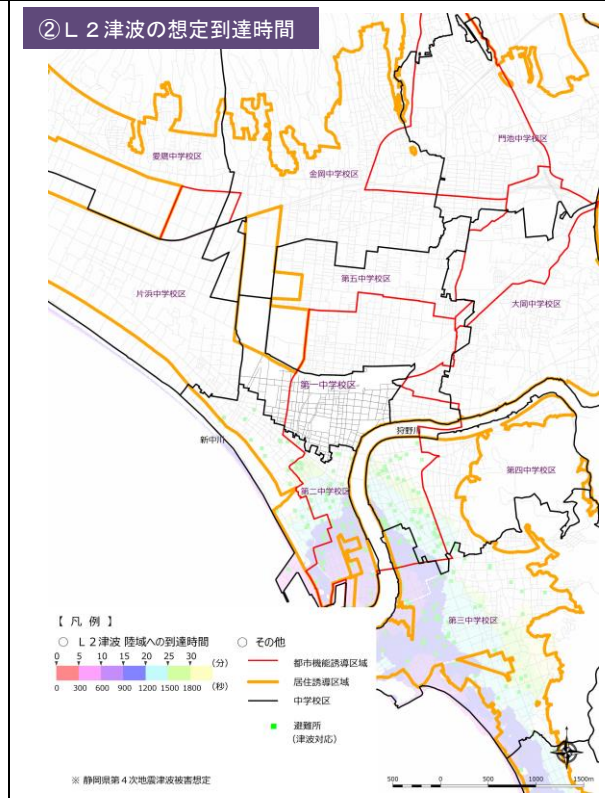 ②Ｌ２津波の想定到達時間
門池中学校区
愛鷹中学校区
金岡中学校区
第五中学校区
片浜中学校区
大岡中学校区
第一中学校区
新中川
狩野川
第四中学校区
第二中学校区
第三中学校区
【 凡 例 】
○ Ｌ２津波 陸域への到達時間
0 5 10 15 20 25 30 (分)
0 300 600 900 1200 1500 1800 (秒)
○ その他
都市機能誘導区域
居住誘導区域
中学校区
避難所
(津波対応)
※ 静岡県第４次地震津波被害想定
500 0 500 1000 1500m